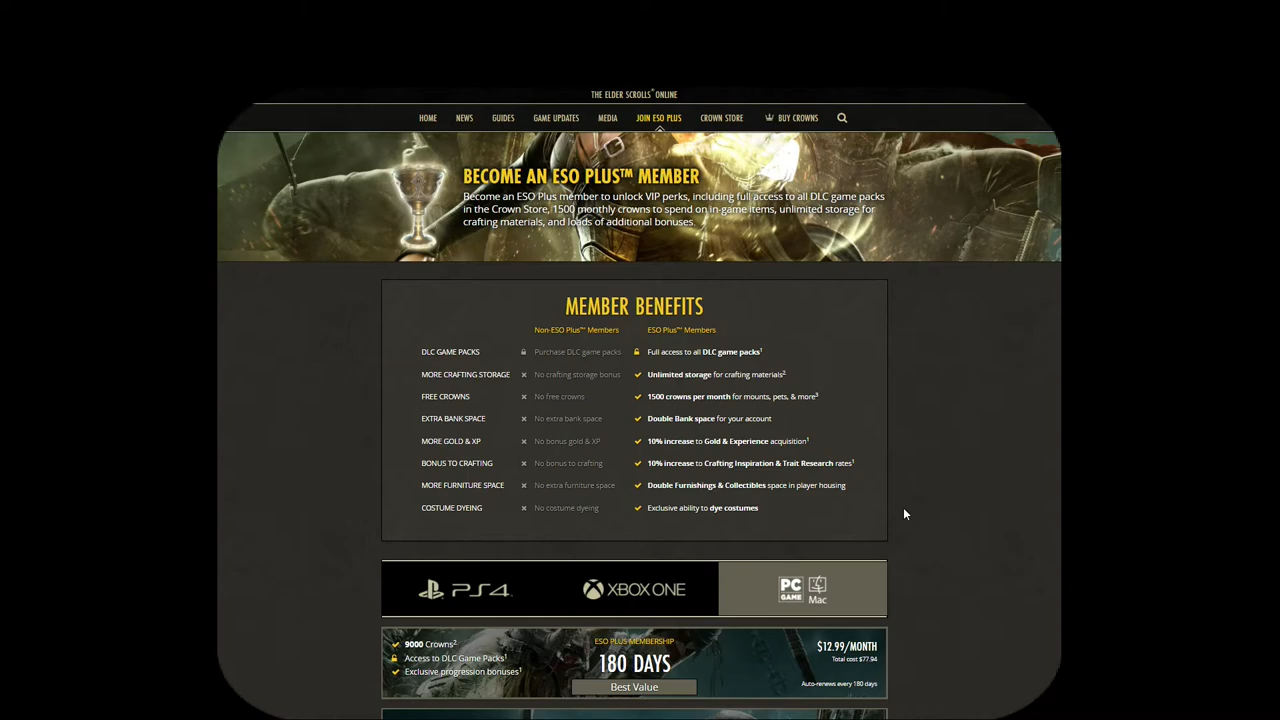 THE ELDER SCROLLS® ONLINE
HOME NEWS GUIDES GAME UPDATES MEDIA JOIN ESO PLUS CROWN STORE BUY CROWNS
BECOME AN ESO PLUS™ MEMBER
Become an ESO Plus member to unlock VIP perks, including full access to all DLC game packs
in the Crown Store, 1500 monthly crowns to spend on in-game items, unlimited storage for
crafting materials, and loads of additional bonuses.
MEMBER BENEFITS
Non-ESO Plus™ Members ESO Plus™ Members
DLC GAME PACKS Purchase DLC game packs Full access to all DLC game packs¹
MORE CRAFTING STORAGE No crafting storage bonus Unlimited storage for crafting materials²
FREE CROWNS No free crowns 1500 crowns per month for mounts, pets, & more³
EXTRA BANK SPACE No extra bank space Double Bank space for your account
MORE GOLD & XP No bonus gold & XP 10% increase to Gold & Experience acquisition¹
BONUS TO CRAFTING No bonus to crafting 10% increase to Crafting Inspiration & Trait Research rates¹
MORE FURNITURE SPACE No extra furniture space Double Furnishings & Collectibles space in player housing
COSTUME DYEING No costume dyeing Exclusive ability to dye costumes
PS4 XBOX ONE PC GAME Mac
9000 Crowns²
Access to DLC Game Packs¹
Exclusive progression bonuses¹
ESO PLUS MEMBERSHIP
180 DAYS
Best Value
$12.99/MONTH
Total cost $77.94
Auto-renews every 180 days